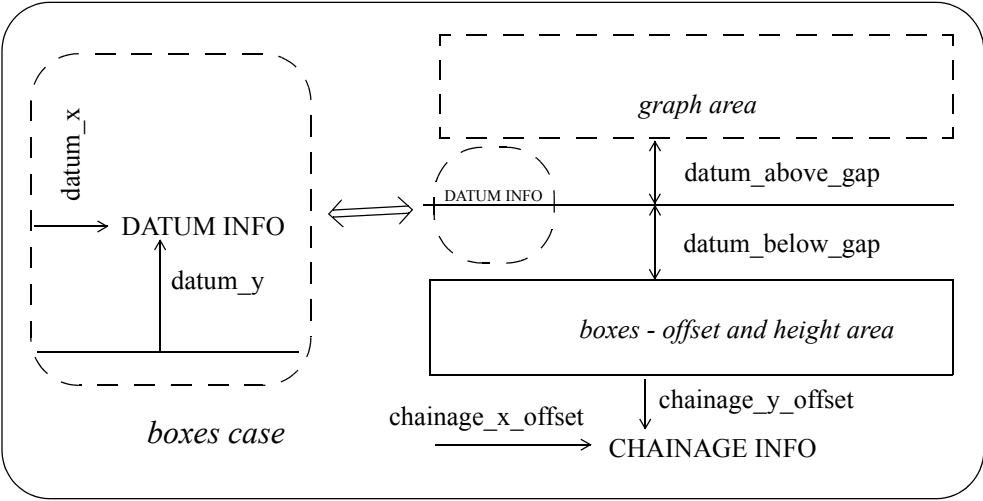 datum_x
DATUM INFO
datum_y
boxes case
graph area
datum_above_gap
DATUM INFO
datum_below_gap
boxes - offset and height area
chainage_y_offset
chainage_x_offset
CHAINAGE INFO